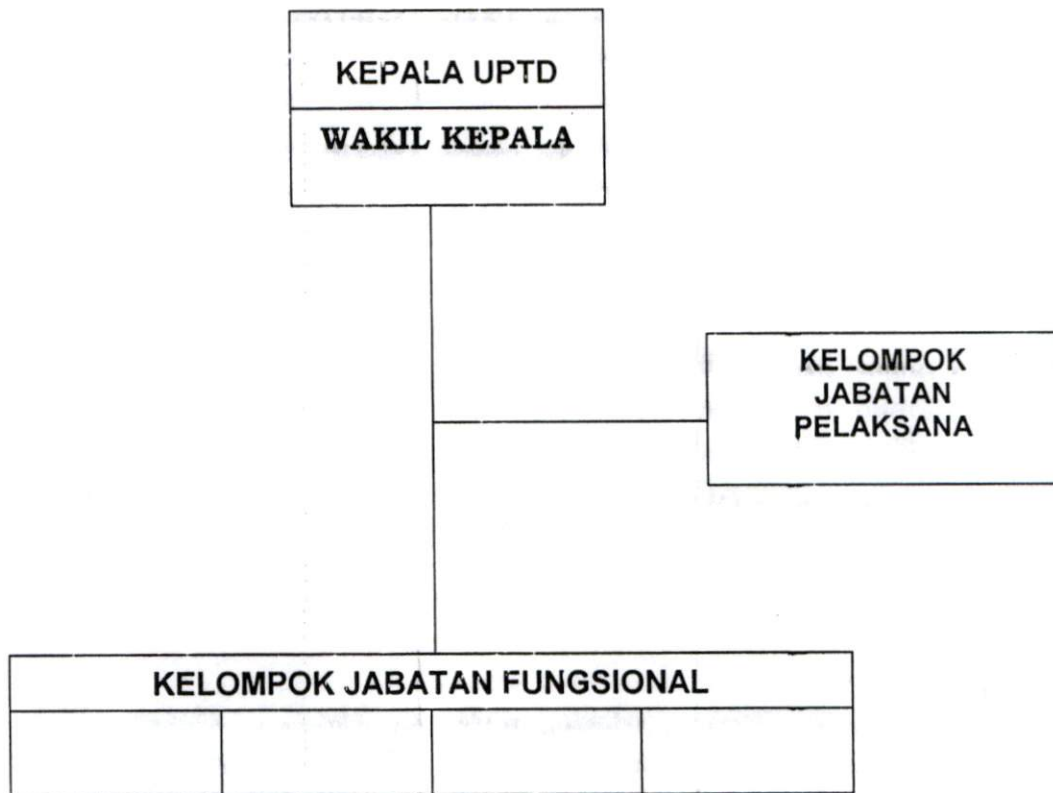 KEPALA UPTD
WAKIL KEPALA
KELOMPOK
JABATAN
PELAKSANA
KELOMPOK JABATAN FUNGSIONAL